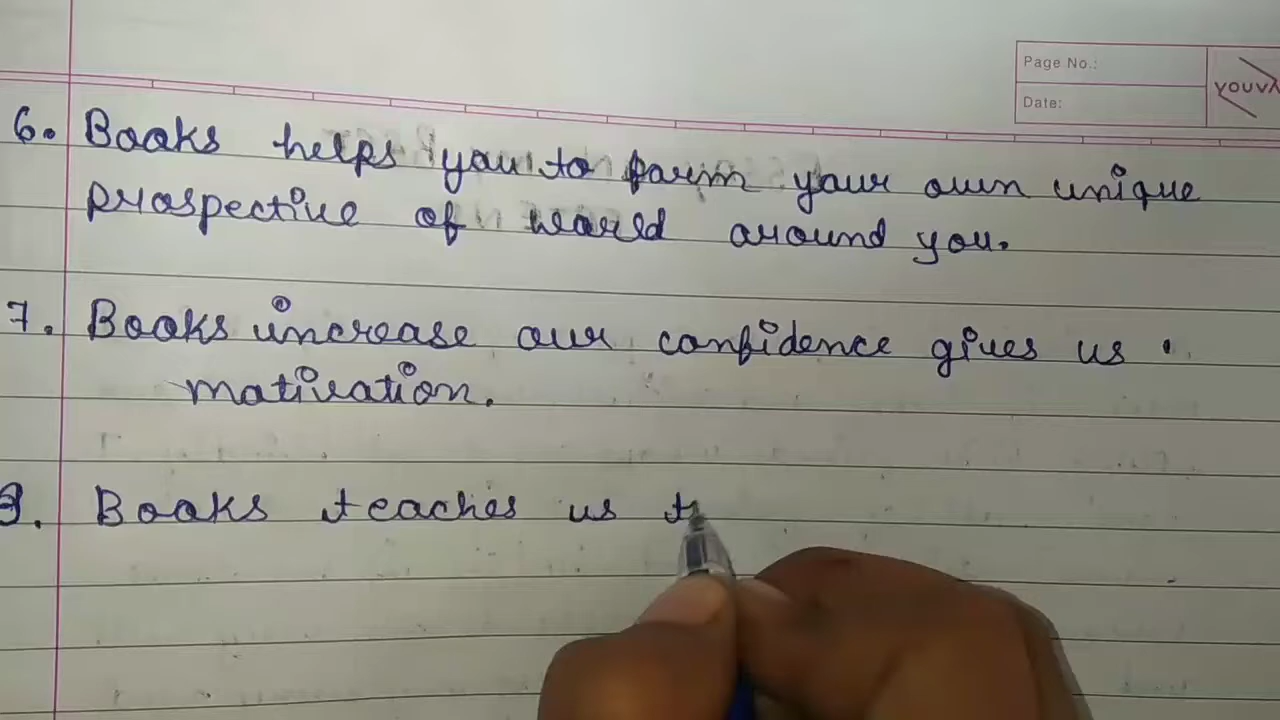 Page No.:
YOUVA
Date:
6. Books helps you to form your own unique
prospective of world around you.
7. Books increase our confidence gives us
motivation.
8. Books teaches us t